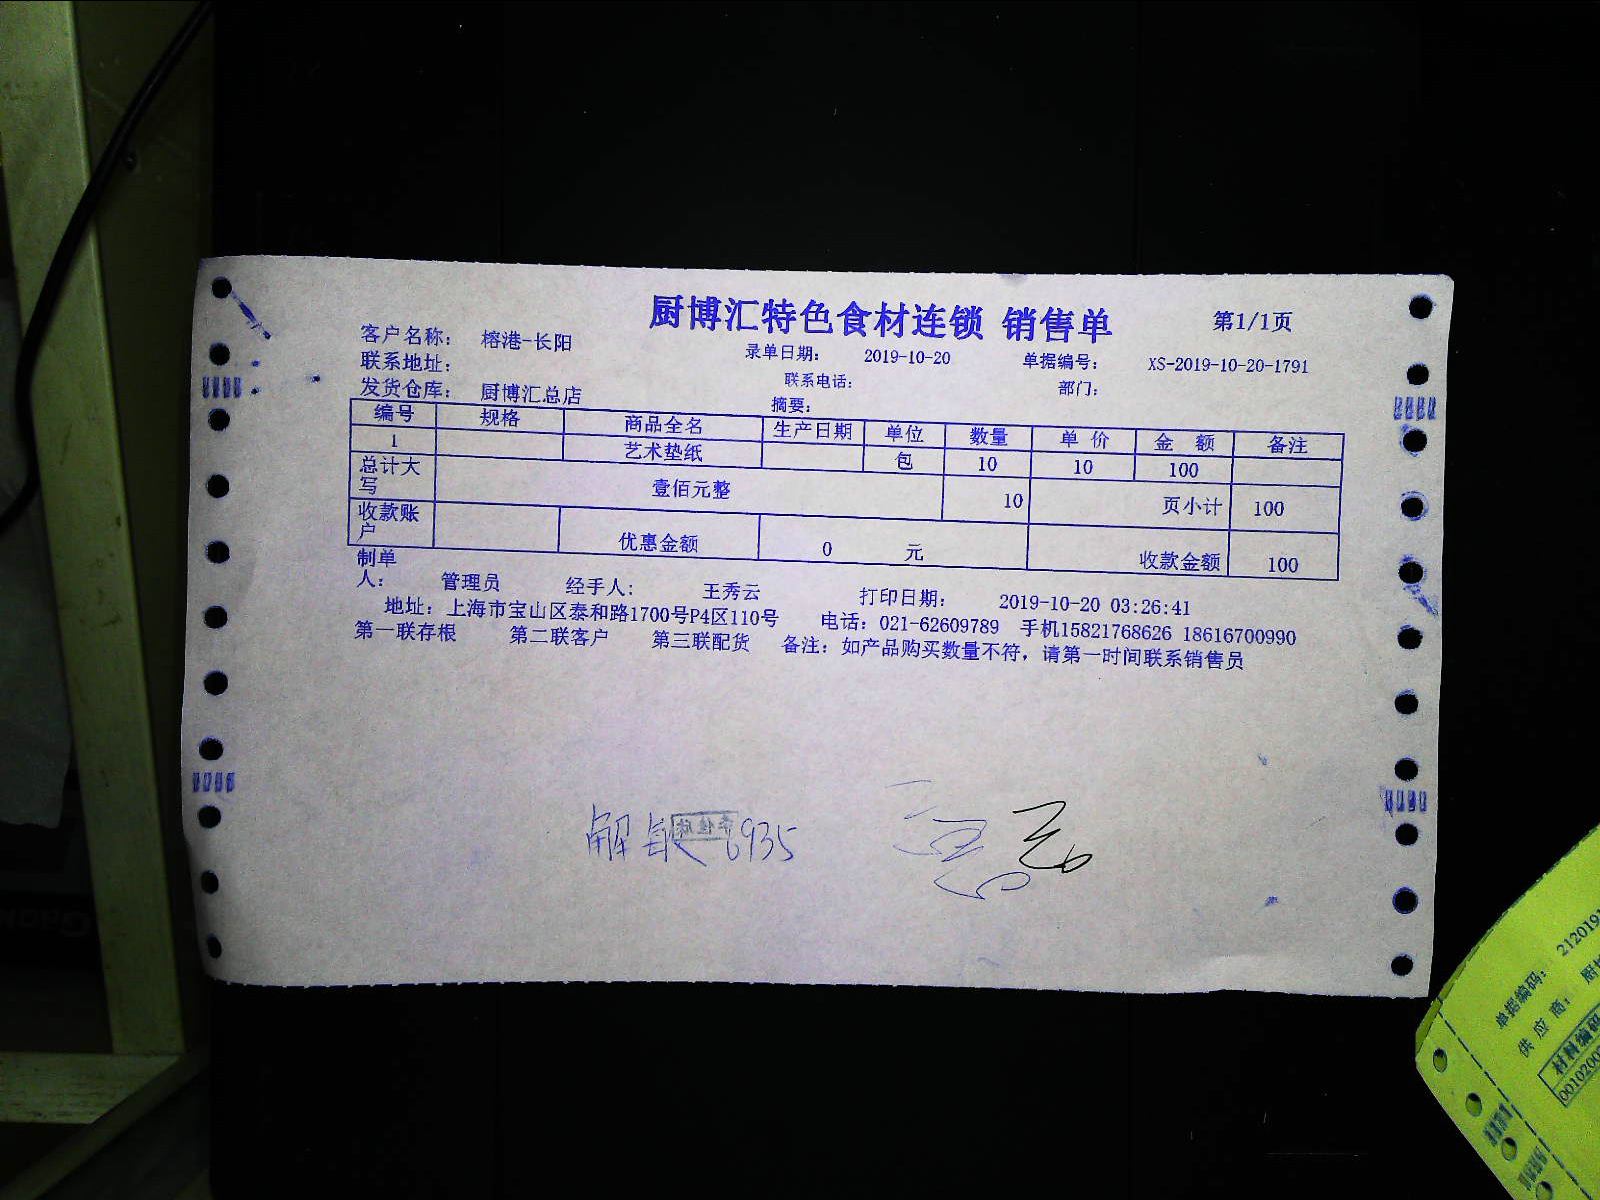 厨博汇特色食材连锁 销售单 第1/1页
客户名称： 榕港-长阳 录单日期： 2019-10-20 单据编号： XS-2019-10-20-1791
联系地址： 联系电话： 部门：
发货仓库： 厨博汇总店 摘要：
编号 规格 商品全名 生产日期 单位 数量 单 价 金 额 备注
1 艺术垫纸 包 10 10 100
总计大写 壹佰元整 10 页小计 100
收款账户 优惠金额 0 元 收款金额 100
制单人： 管理员 经手人： 王秀云 打印日期： 2019-10-20 03:26:41
地址：上海市宝山区泰和路1700号P4区110号 电话：021-62609789 手机15821768626 18616700990
第一联存根 第二联客户 第三联配货 备注：如产品购买数量不符，请第一时间联系销售员
6935
单据编码：
供 应 商：
材料编码